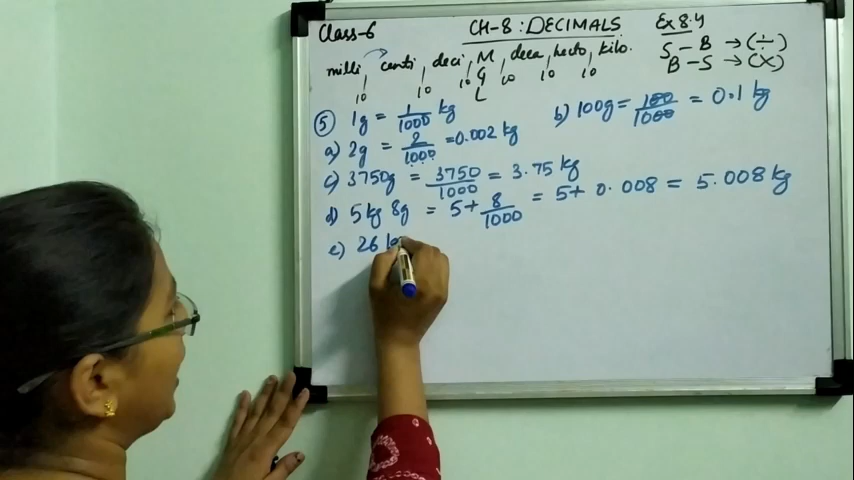 Class-6 CH-8: DECIMALS Ex 8.4
milli centi deci M deca hecto kilo. S-B → (÷)
10 10 10 G 10 10 10 B-S → (×)
L
⑤ 1g = 1/1000 kg b) 100g = 100/1000 = 0.1 kg
a) 2g = 2/1000 = 0.002 kg
c) 3750g = 3750/1000 = 3.75 kg
d) 5kg 8g = 5+ 8/1000 = 5+ 0.008 = 5.008 kg
e) 26 k